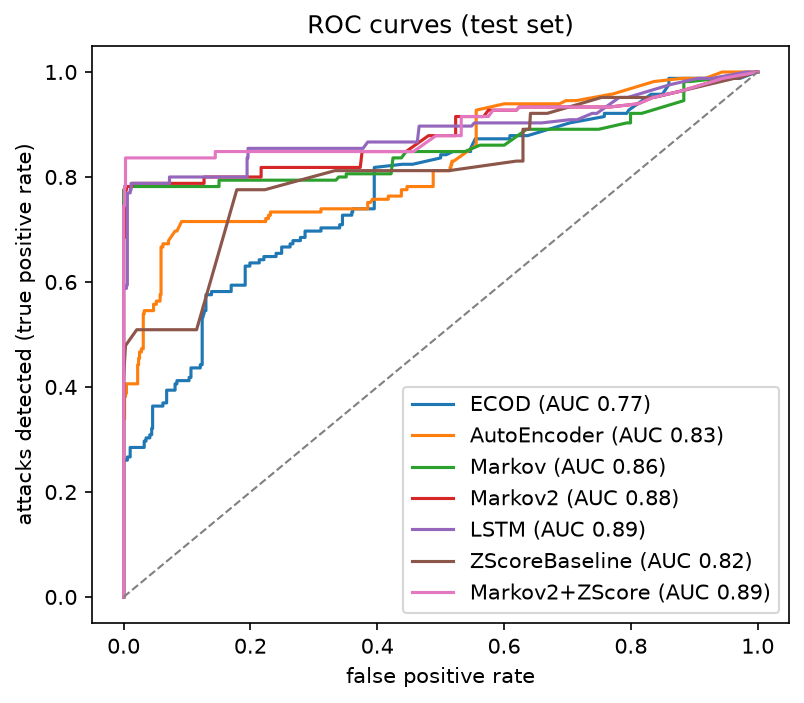 ROC curves (test set)
attacks detected (true positive rate)
1.0
0.8
0.6
0.4
0.2
0.0
ECOD (AUC 0.77)
AutoEncoder (AUC 0.83)
Markov (AUC 0.86)
Markov2 (AUC 0.88)
LSTM (AUC 0.89)
ZScoreBaseline (AUC 0.82)
Markov2+ZScore (AUC 0.89)
0.0 0.2 0.4 0.6 0.8 1.0
false positive rate